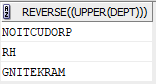 REVERSE((UPPER(DEPT)))
NOITCUDORP
RH
GNITEKRAM